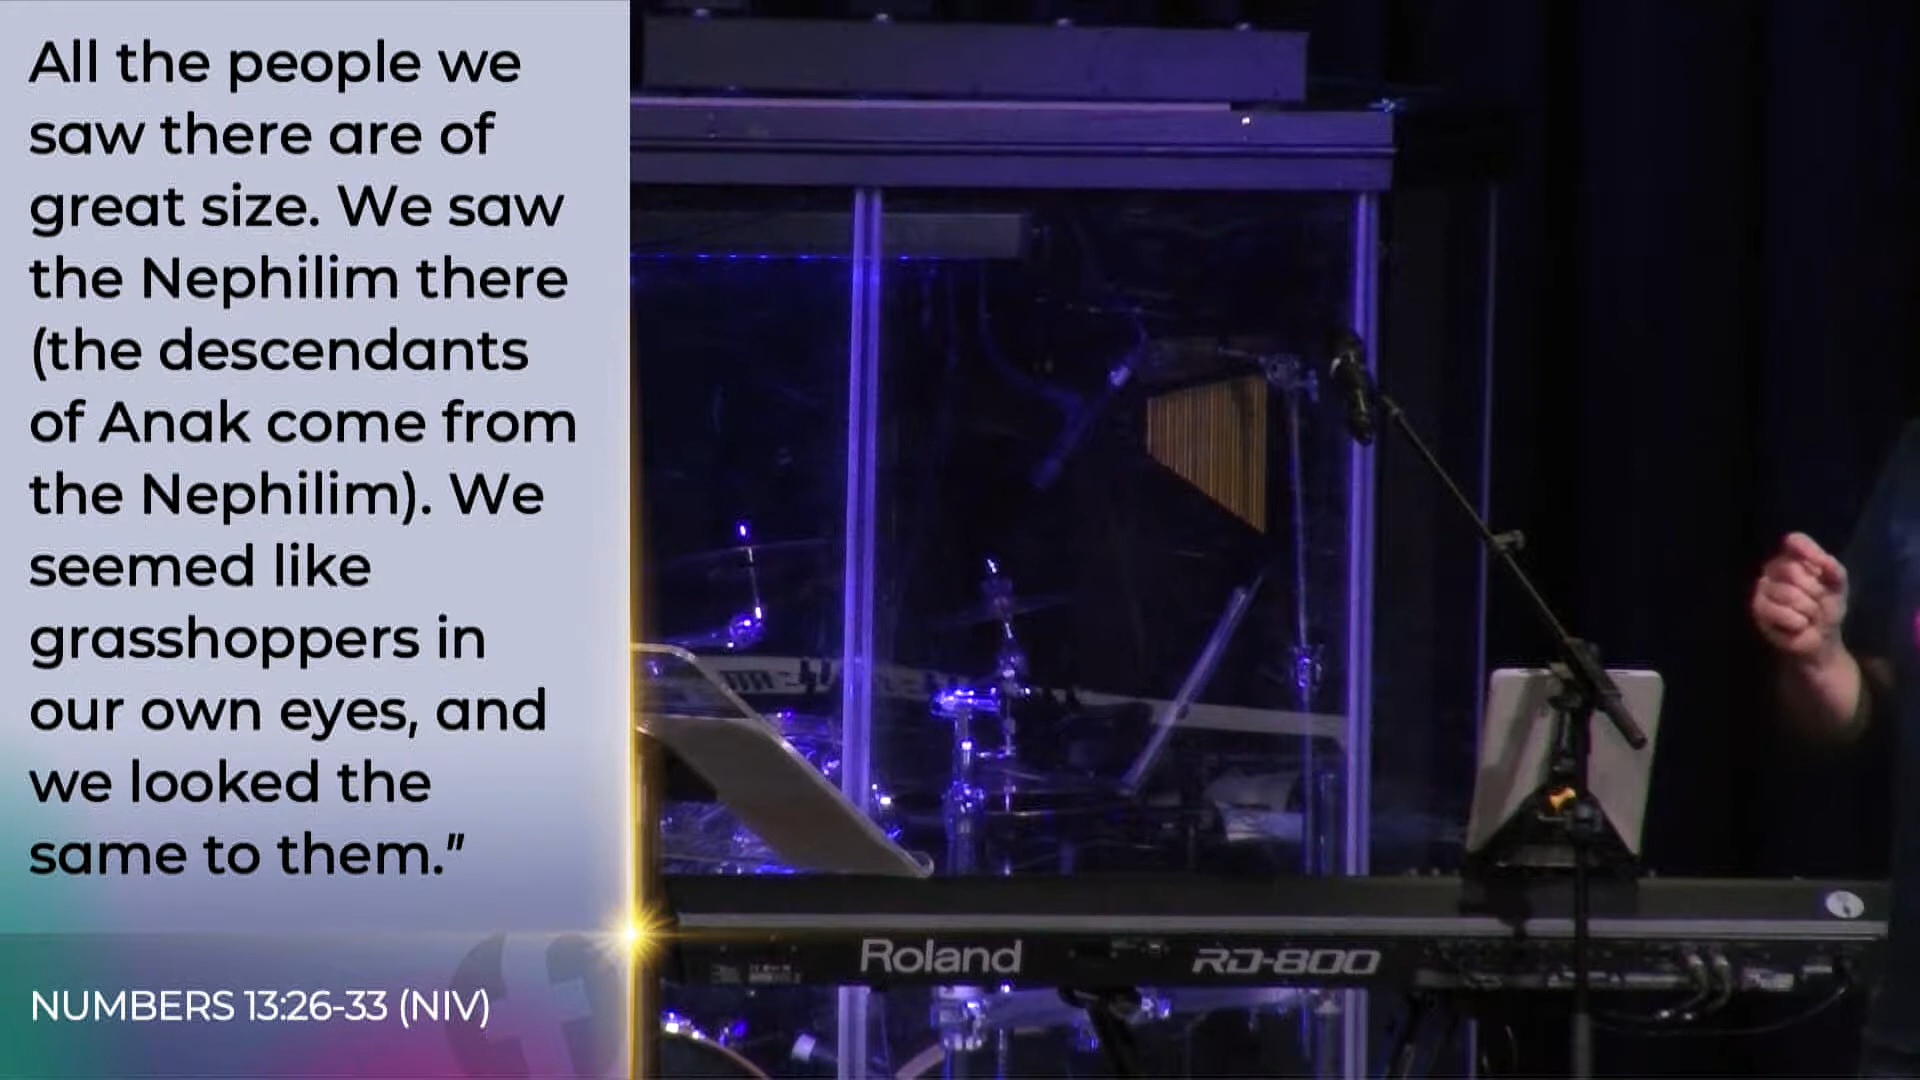 All the people we
saw there are of
great size. We saw
the Nephilim there
(the descendants
of Anak come from
the Nephilim). We
seemed like
grasshoppers in
our own eyes, and
we looked the
same to them.”
NUMBERS 13:26-33 (NIV)
Roland
RD-800